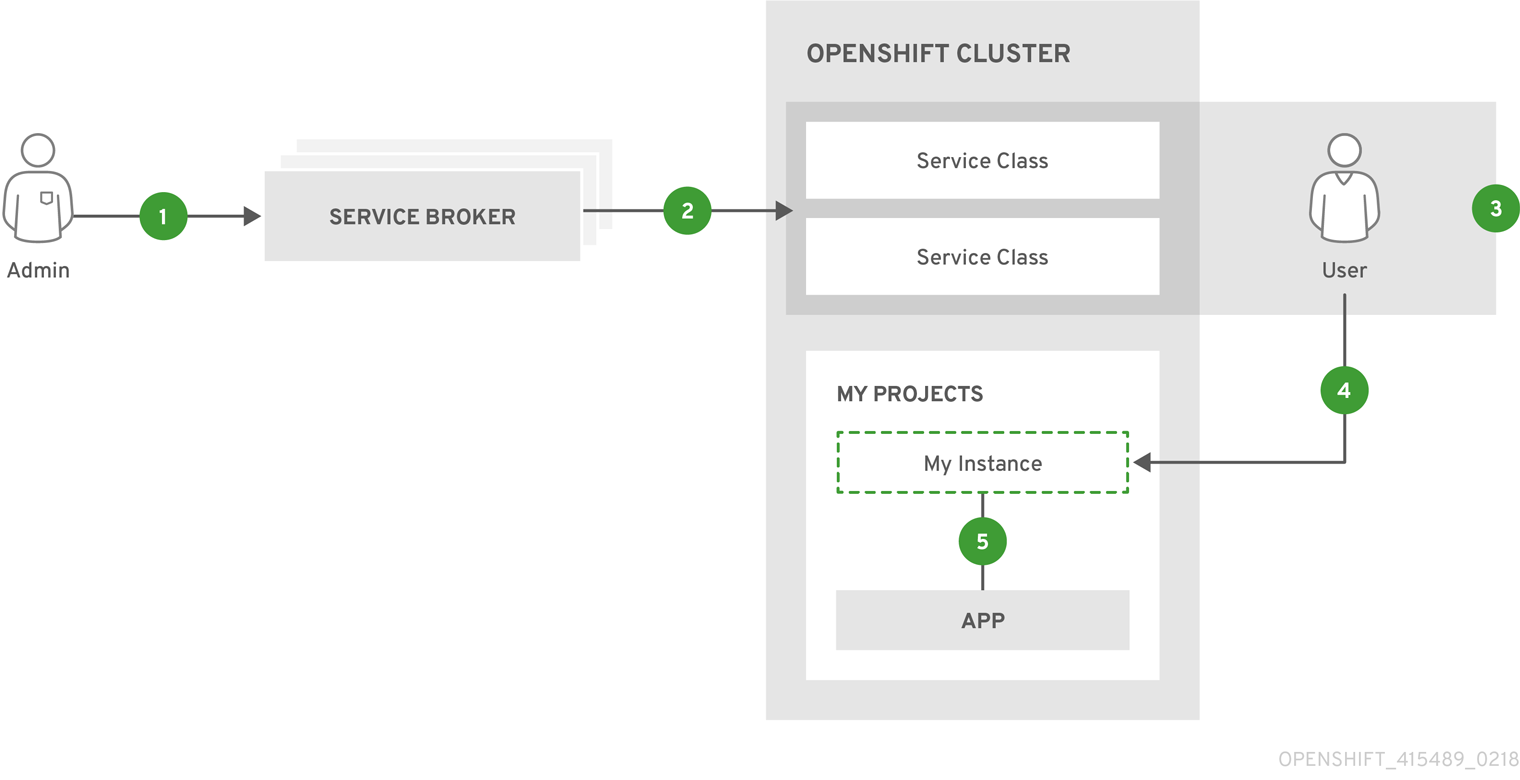 OPENSHIFT CLUSTER
Service Class
Service Class
Admin
1
SERVICE BROKER
2
User
3
4
MY PROJECTS
My Instance
5
APP
OPENSHIFT_415489_0218